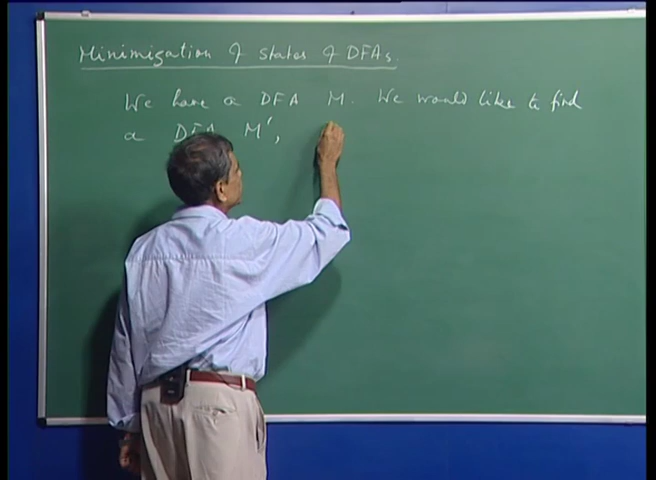 Minimization of states of DFAs.
We have a DFA M. We would like to find
a DFA M',